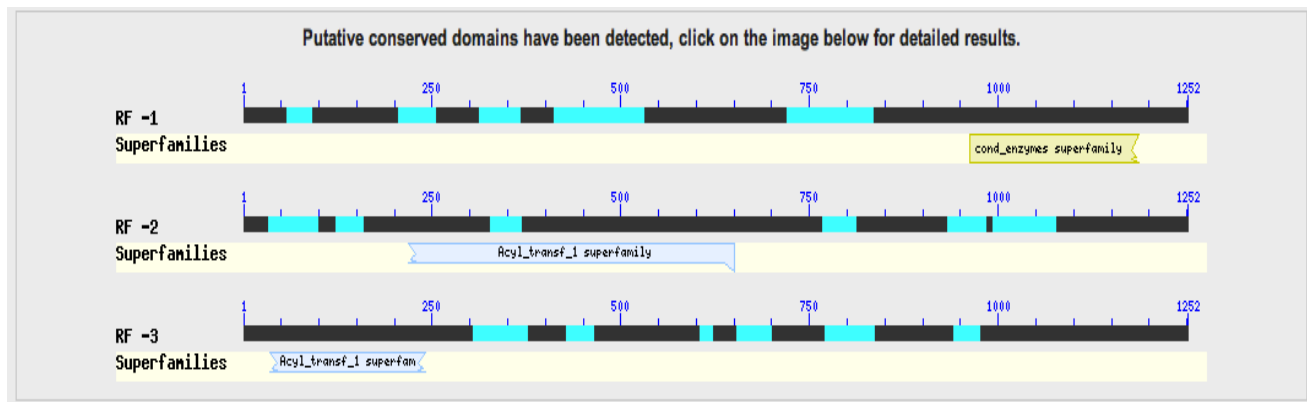 Putative conserved domains have been detected, click on the image below for detailed results.
1 250 500 750 1000 1252
RF -1
Superfamilies
cond_enzymes superfamily
1 250 500 750 1000 1252
RF -2
Superfamilies
Acyl_transf_1 superfamily
1 250 500 750 1000 1252
RF -3
Superfamilies
Acyl_transf_1 superfam